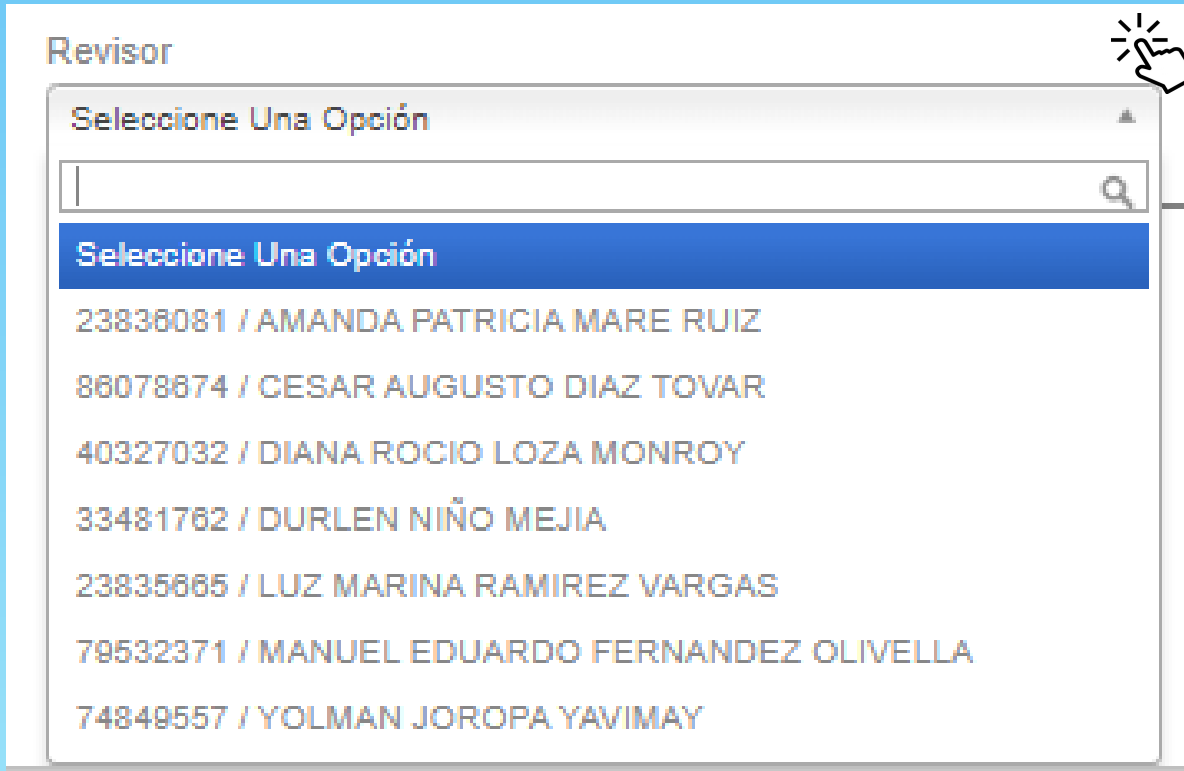 Revisor
Seleccione Una Opción
Seleccione Una Opción
23836081 / AMANDA PATRICIA MARE RUIZ
86078674 / CESAR AUGUSTO DIAZ TOVAR
40327032 / DIANA ROCIO LOZA MONROY
33481762 / DURLEN NIÑO MEJIA
23835665 / LUZ MARINA RAMIREZ VARGAS
79532371 / MANUEL EDUARDO FERNANDEZ OLIVELLA
74849557 / YOLMAN JOROPA YAVIMAY